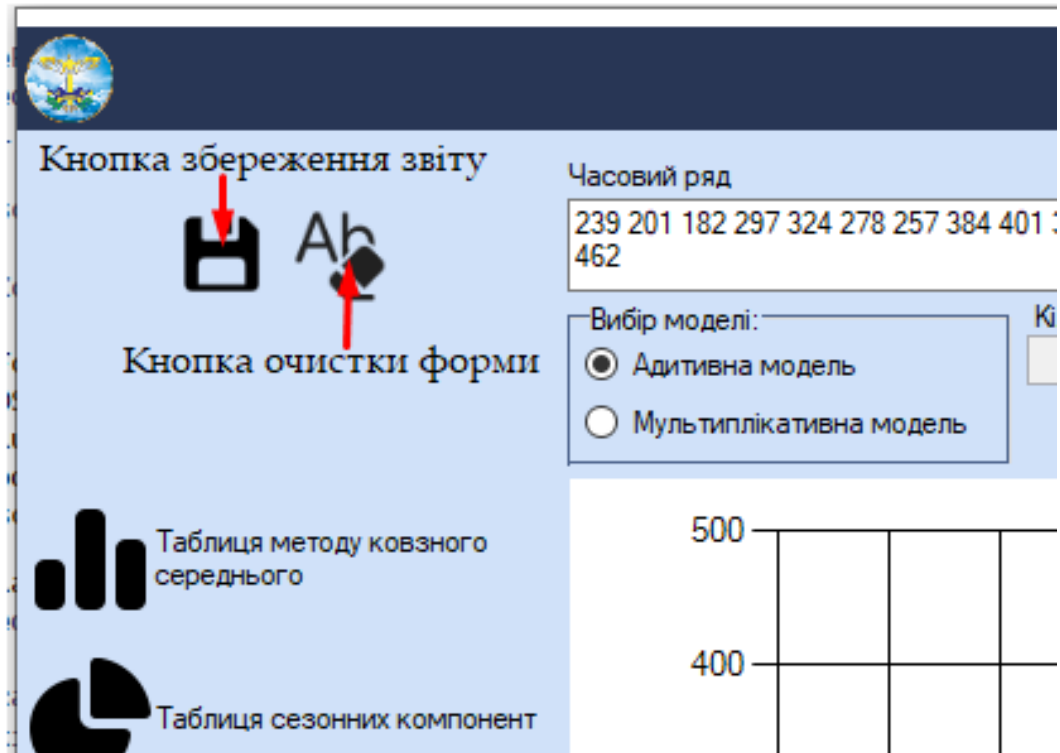 Кнопка збереження звіту
Часовий ряд
239 201 182 297 324 278 257 384 401
462
Ab
Кнопка очистки форми
Вибір моделі:
Адитивна модель
Мультиплікативна модель
Таблиця методу ковзного
середнього
Таблиця сезонних компонент
500
400